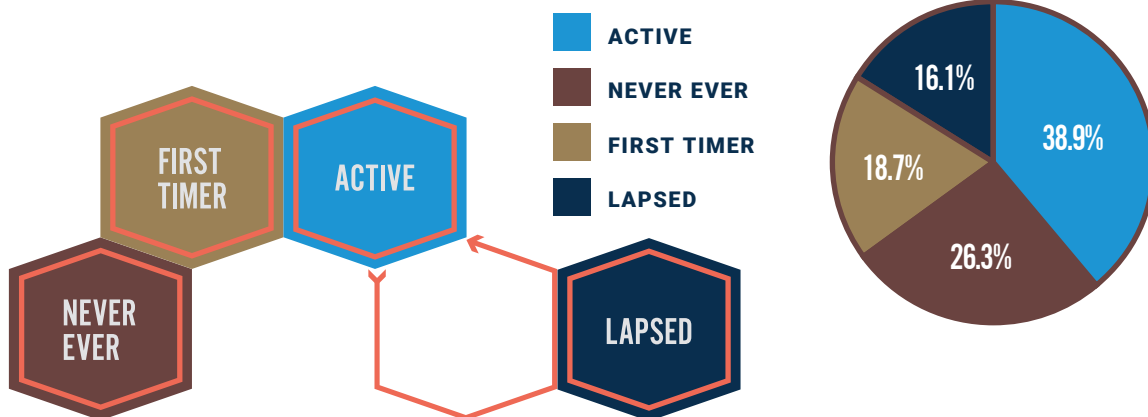 FIRST
TIMER
ACTIVE
NEVER
EVER
LAPSED
ACTIVE
NEVER EVER
FIRST TIMER
LAPSED
16.1%
38.9%
18.7%
26.3%